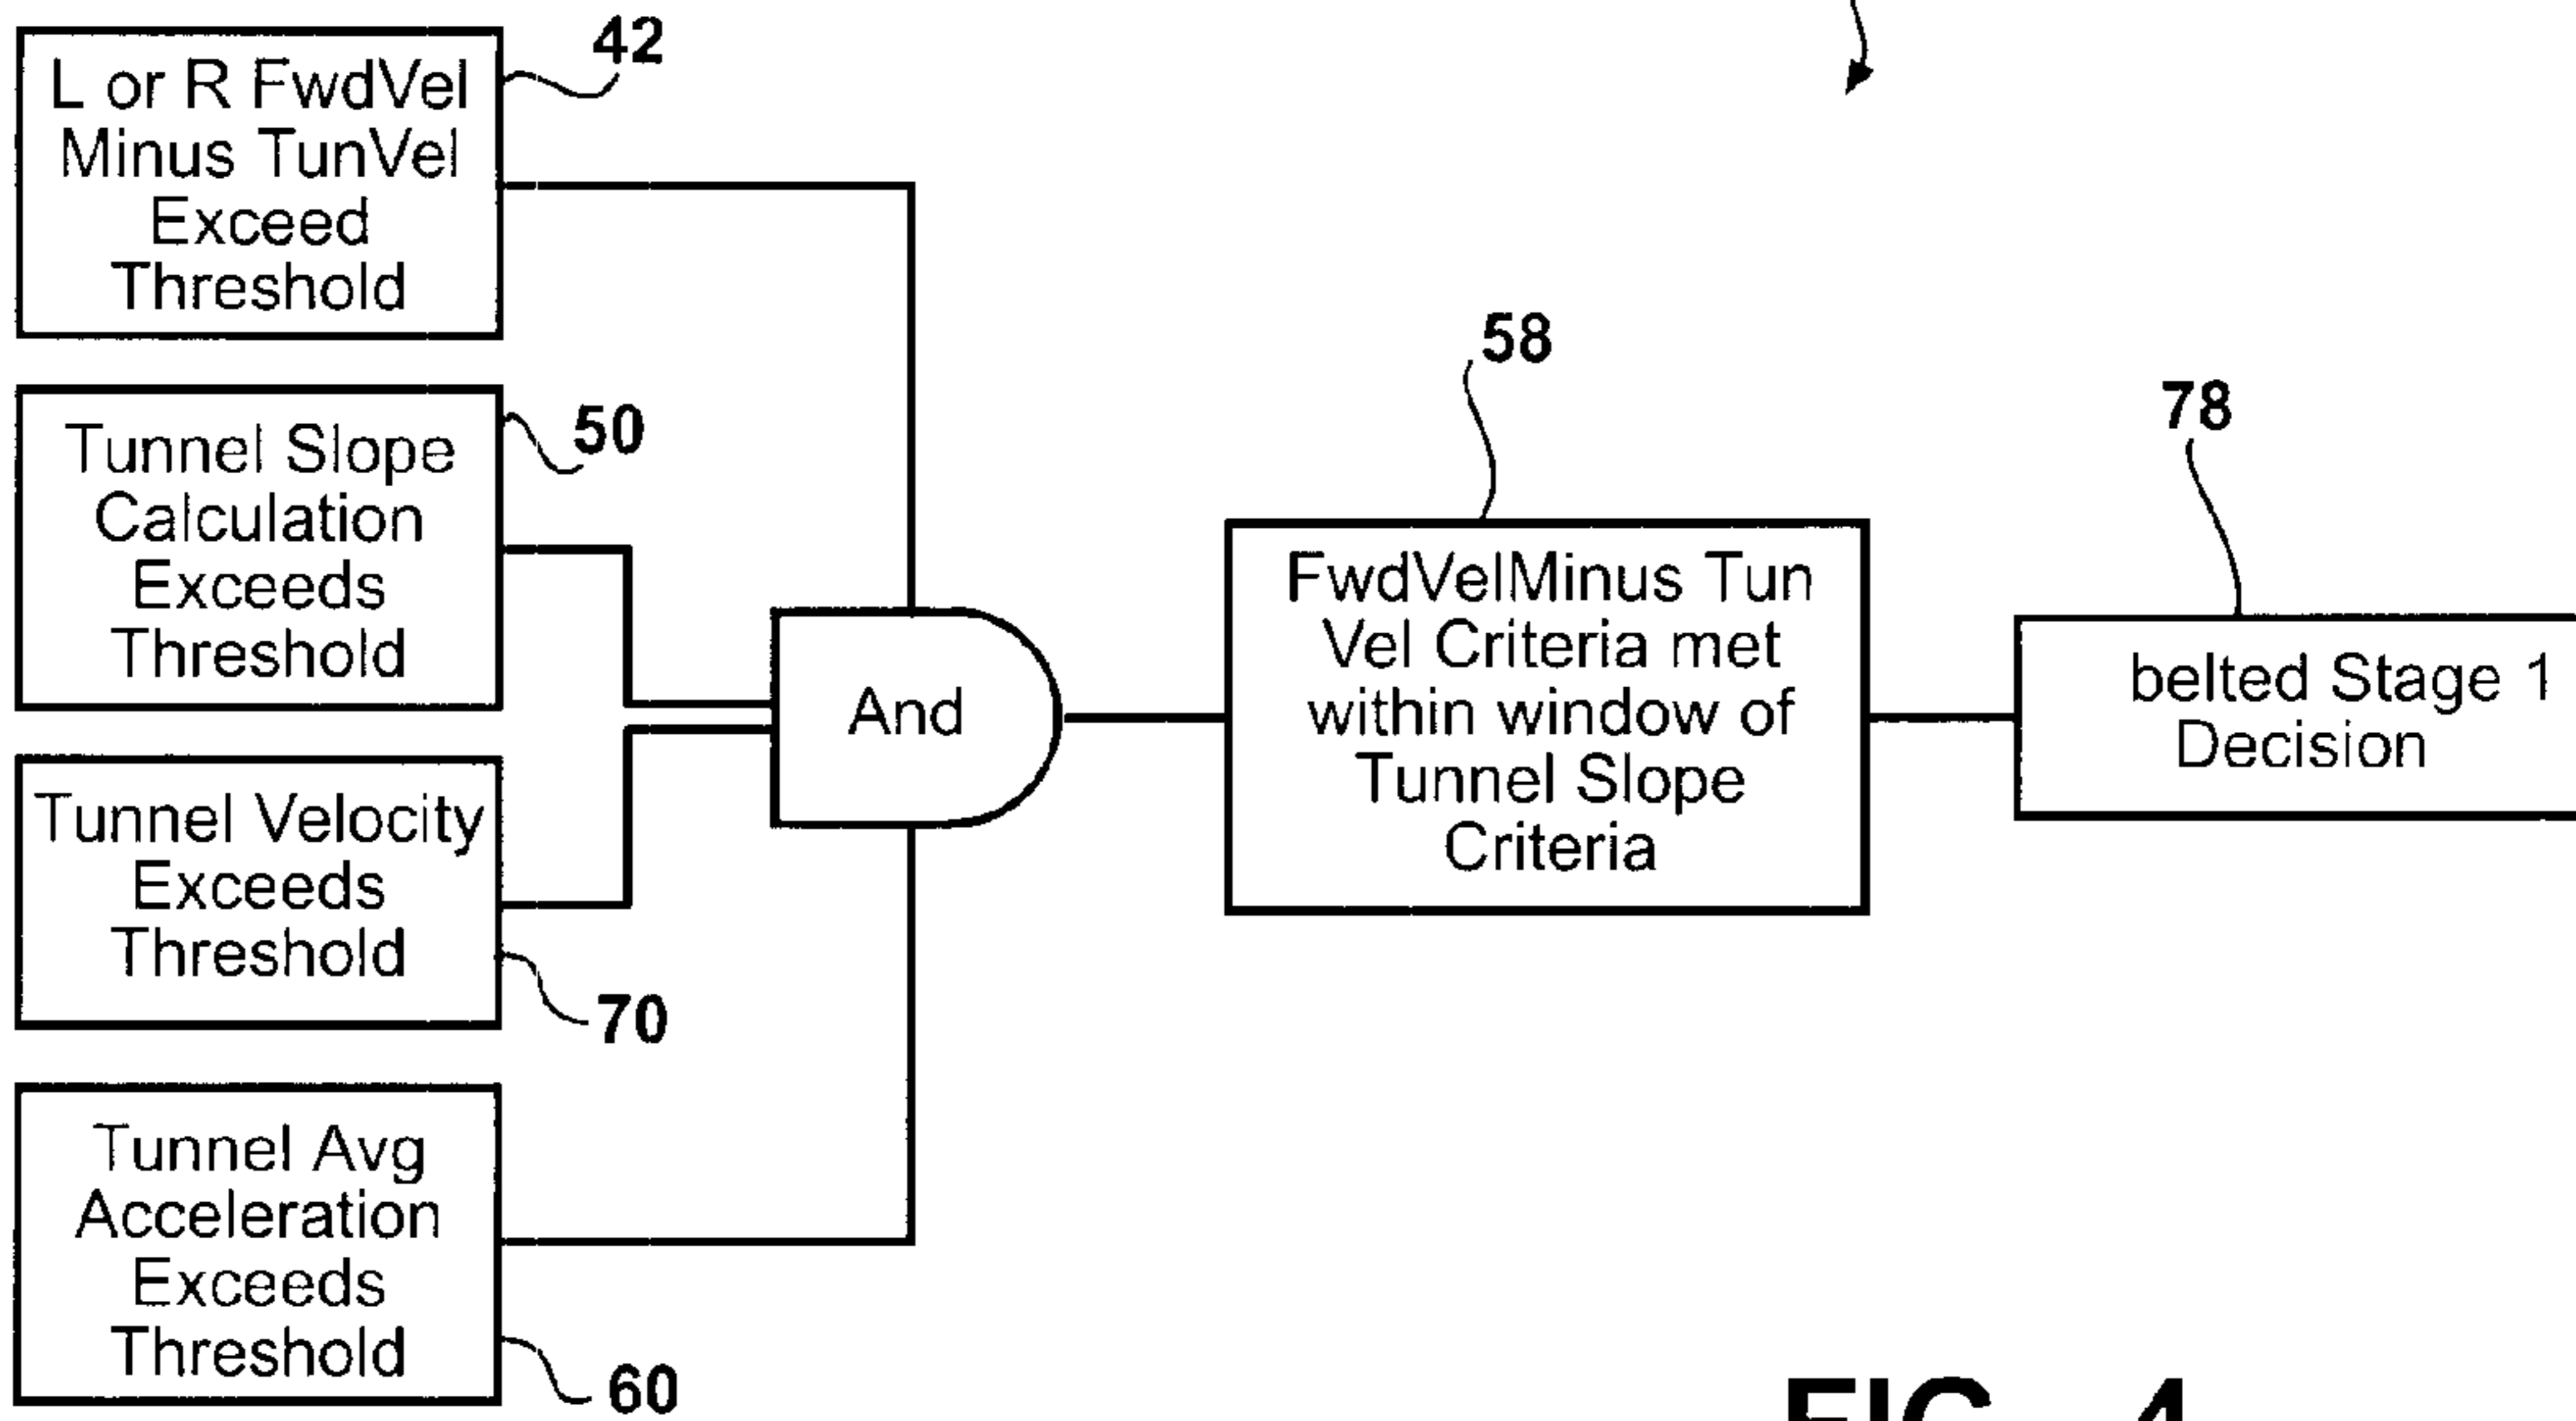 42
L or R FwdVel
Minus TunVel
Exceed
Threshold
50
Tunnel Slope
Calculation
Exceeds
Threshold
Tunnel Velocity
Exceeds
Threshold
70
Tunnel Avg
Acceleration
Exceeds
Threshold
60
And
58
FwdVelMinus Tun
Vel Criteria met
within window of
Tunnel Slope
Criteria
78
belted Stage 1
Decision
FIG. 4